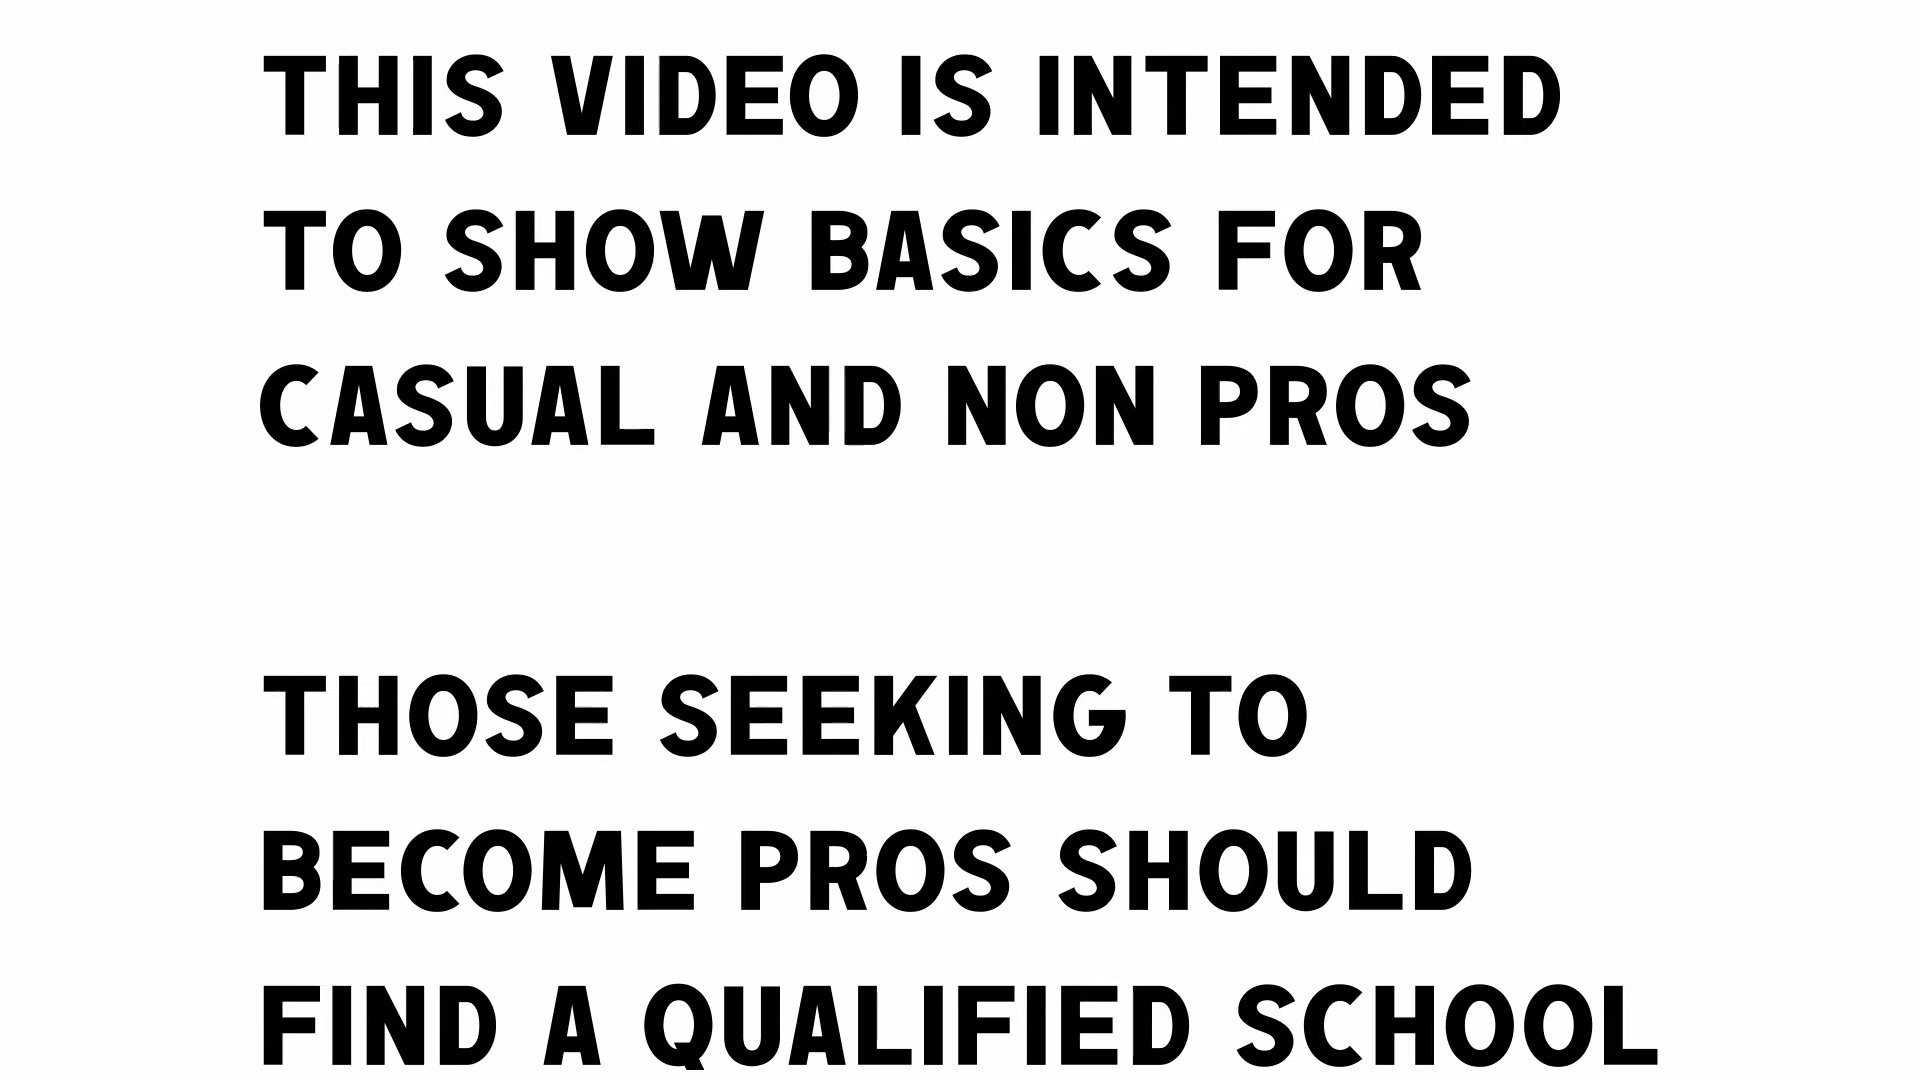 THIS VIDEO IS INTENDED
TO SHOW BASICS FOR
CASUAL AND NON PROS
THOSE SEEKING TO
BECOME PROS SHOULD
FIND A QUALIFIED SCHOOL